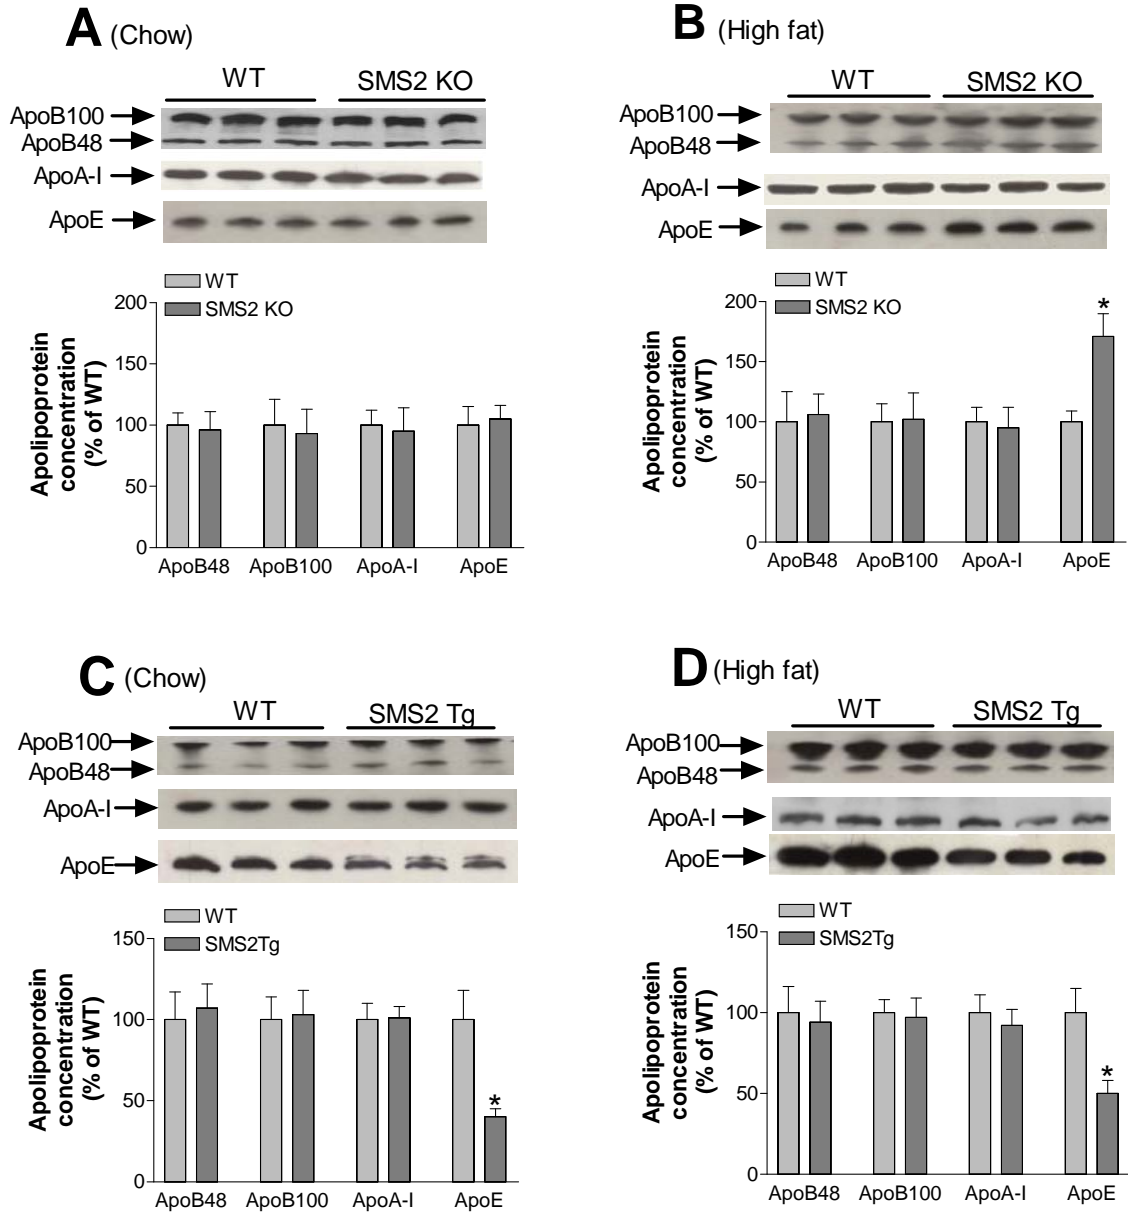 A (Chow)
WT SMS2 KO
ApoB100
ApoB48
ApoA-I
ApoE
WT
SMS2 KO
200
150
100
50
0
Apolipoprotein
concentration
(% of WT)
ApoB48 ApoB100 ApoA-I ApoE
B (High fat)
WT SMS2 KO
ApoB100
ApoB48
ApoA-I
ApoE
WT
SMS2 KO
200
150
100
50
0
Apolipoprotein
concentration
(% of WT)
*
ApoB48 ApoB100 ApoA-I ApoE
C (Chow)
WT SMS2 Tg
ApoB100
ApoB48
ApoA-I
ApoE
WT
SMS2Tg
150
100
50
0
Apolipoprotein
concentration
(% of WT)
*
ApoB48 ApoB100 ApoA-I ApoE
D (High fat)
WT SMS2 Tg
ApoB100
ApoB48
ApoA-I
ApoE
WT
SMS2Tg
150
100
50
0
Apolipoprotein
concentration
(% of WT)
*
ApoB48 ApoB100 ApoA-I ApoE